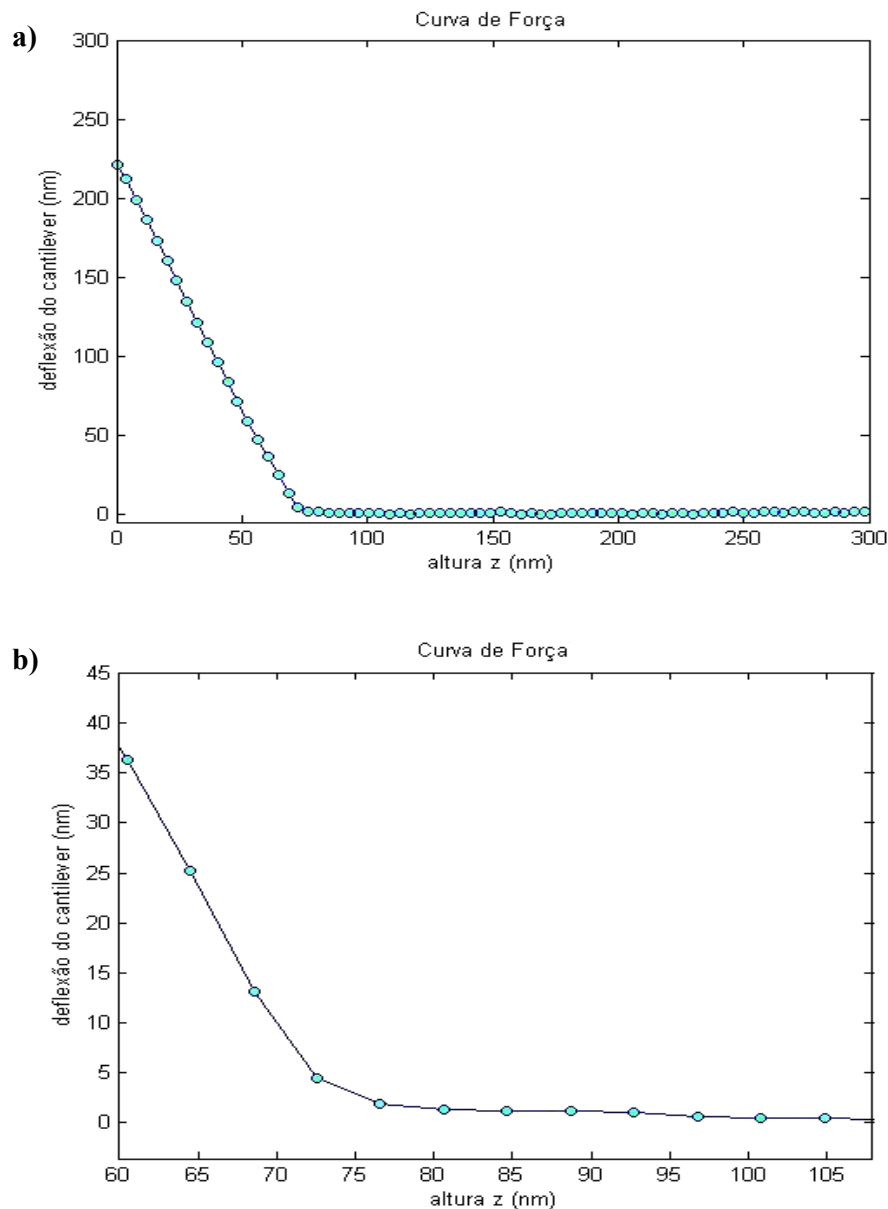 a)
Curva de Força
300
250
200
150
100
50
0
deflexão do cantilever (nm)
0 50 100 150 200 250 300
altura z (nm)
b)
Curva de Força
45
40
35
30
25
20
15
10
5
0
deflexão do cantilever (nm)
60 65 70 75 80 85 90 95 100 105
altura z (nm)